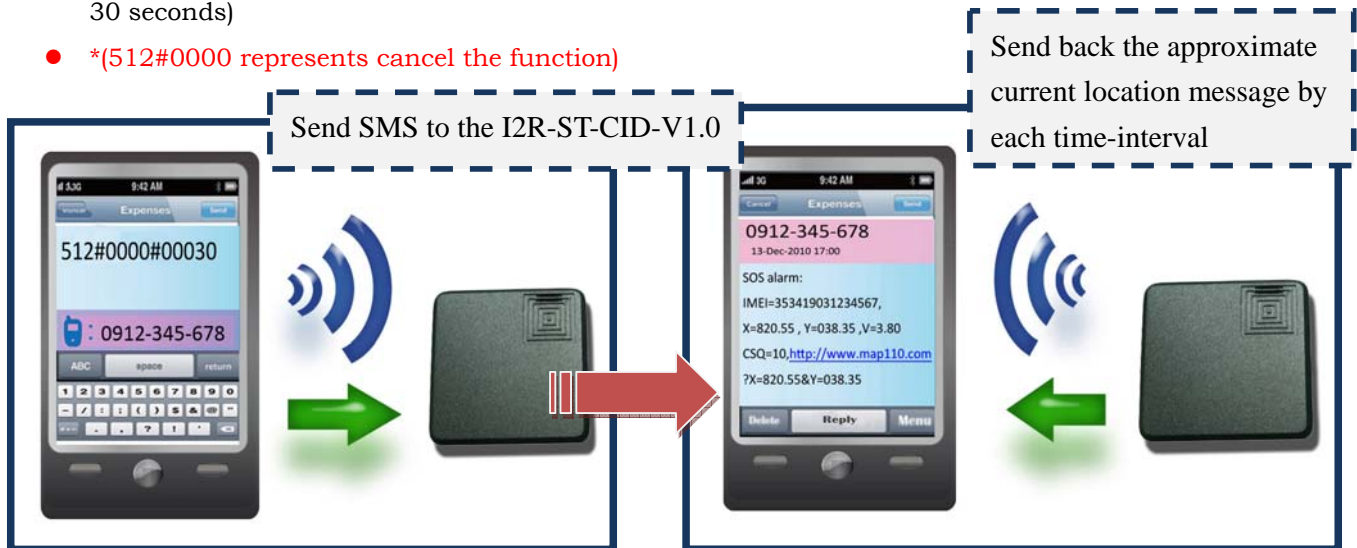 30 seconds)
● *(512#0000 represents cancel the function)
Send SMS to the I2R-ST-CID-V1.0
9:42 AM
Expenses
Send
512#0000#00030
: 0912-345-678
ABC space return
1 2 3 4 5 6 7 8 9 0
- / : ; ( ) $ & @ "
. , ? ! '
Send back the approximate
current location message by
each time-interval
3G 9:42 AM
Cancel Expenses Send
0912-345-678
13-Dec-2010 17:00
SOS alarm:
IMEI=353419031234567,
X=820.55 , Y=038.35 ,V=3.80
CSQ=10,http://www.map110.com
?X=820.55&Y=038.35
Delete Reply Menu